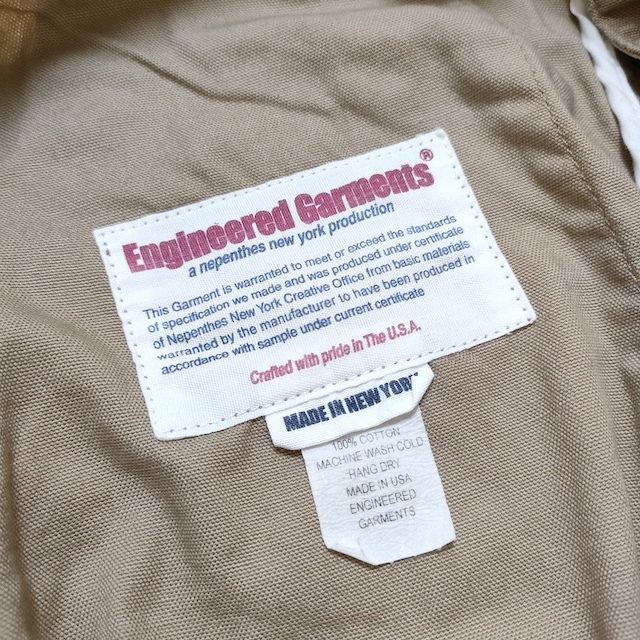 Engineered Garments®
a nepenthes new york production
This Garment is warranted to meet or exceed the standards
of specification we made and was produced under certificate
of Nepenthes New York Creative Office from basic materials
warranted by the manufacturer to have been produced in
accordance with sample under current certificate
Crafted with pride in The U.S.A.
MADE IN NEW YORK
100% COTTON
MACHINE WASH COLD
HANG DRY
MADE IN USA
ENGINEERED
GARMENTS